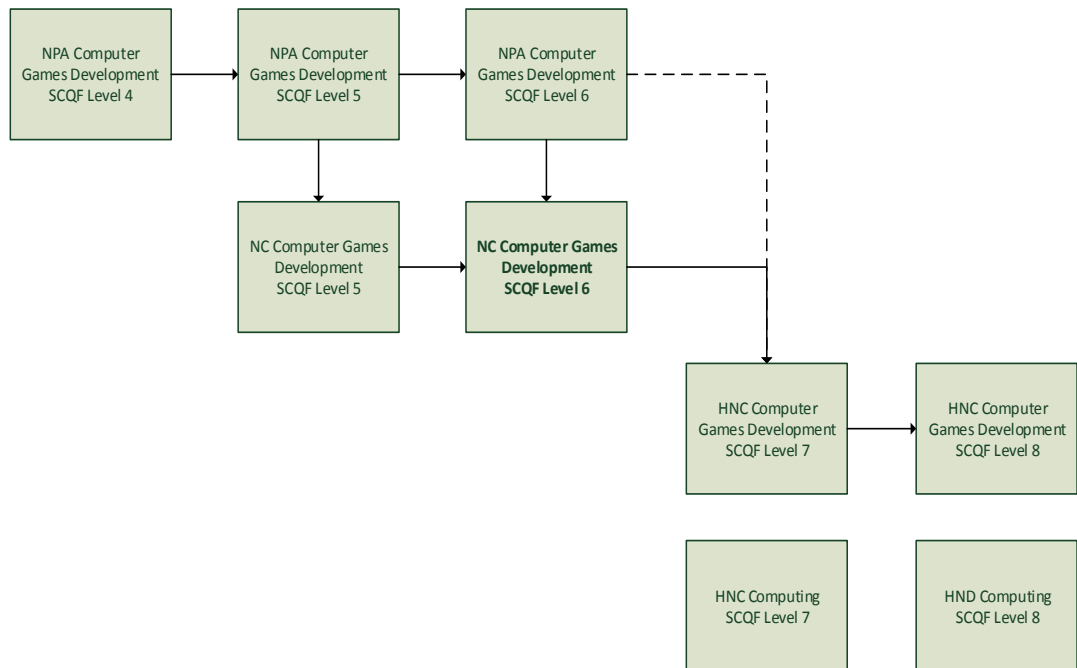 NPA Computer
Games Development
SCQF Level 4
NPA Computer
Games Development
SCQF Level 5
NPA Computer
Games Development
SCQF Level 6
NC Computer Games
Development
SCQF Level 5
NC Computer Games
Development
SCQF Level 6
HNC Computer
Games Development
SCQF Level 7
HNC Computer
Games Development
SCQF Level 8
HNC Computing
SCQF Level 7
HND Computing
SCQF Level 8